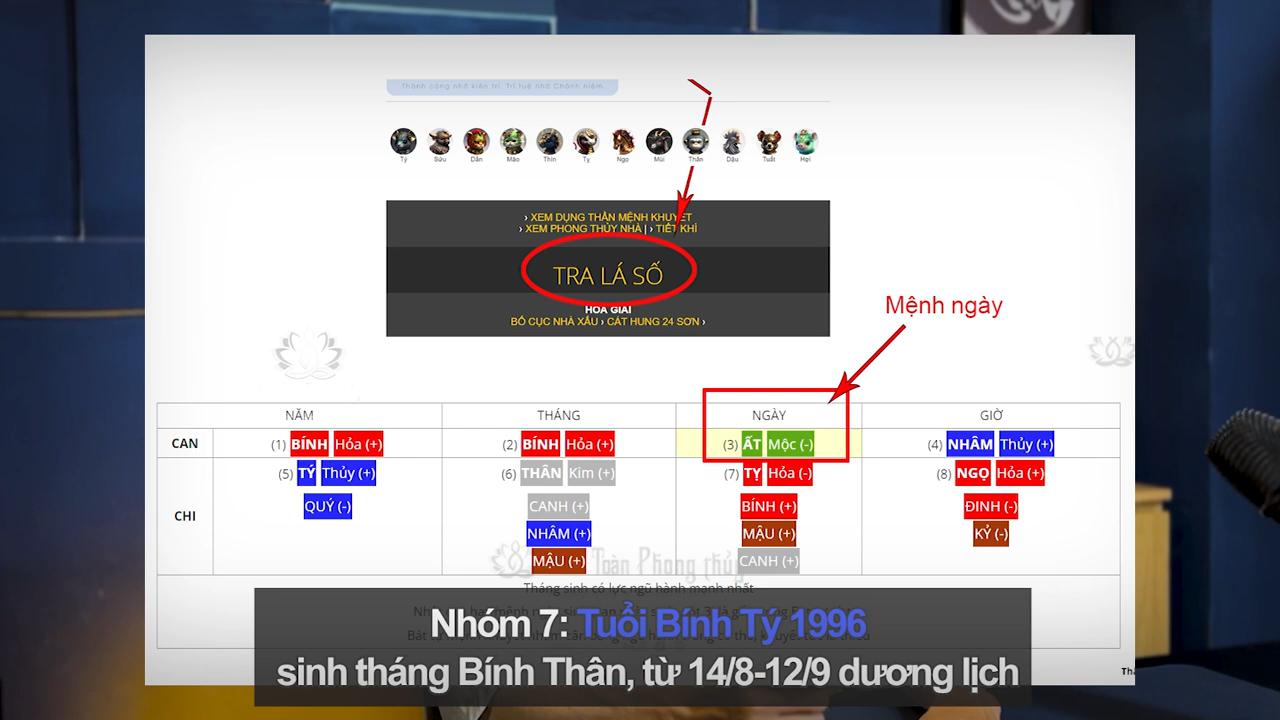 Thành công nhờ kiên trì. Trí tuệ nhờ Chánh niệm.
Tý Sửu Dần Mão Thìn Tỵ Ngọ Mùi Thân Dậu Tuất Hợi
› XEM DỤNG THẦN MỆNH KHUYẾT
› XEM PHONG THỦY NHÀ | › TIẾT KHÍ
TRA LÁ SỐ
HÓA GIẢI
BỐ CỤC NHÀ XẤU › CÁT HUNG 24 SƠN ›
Mệnh ngày
NĂM THÁNG NGÀY GIỜ
CAN (1) BÍNH Hỏa (+) (2) BÍNH Hỏa (+) (3) ẤT Mộc (-) (4) NHÂM Thủy (+)
(5) TÝ Thủy (+) (6) THÂN Kim (+) (7) TỴ Hỏa (-) (8) NGỌ Hỏa (+)
QUÝ (-) CANH (+) BÍNH (+) ĐINH (-)
CHI
NHÂM (+) MẬU (+) KỶ (-)
MẬU (+) CANH (+)
Toàn Phong thủy
Tháng sinh có lực ngũ hành mạnh nhất
Nhóm 7: Tuổi Bính Tý 1996
sinh tháng Bính Thân, từ 14/8-12/9 dương lịch